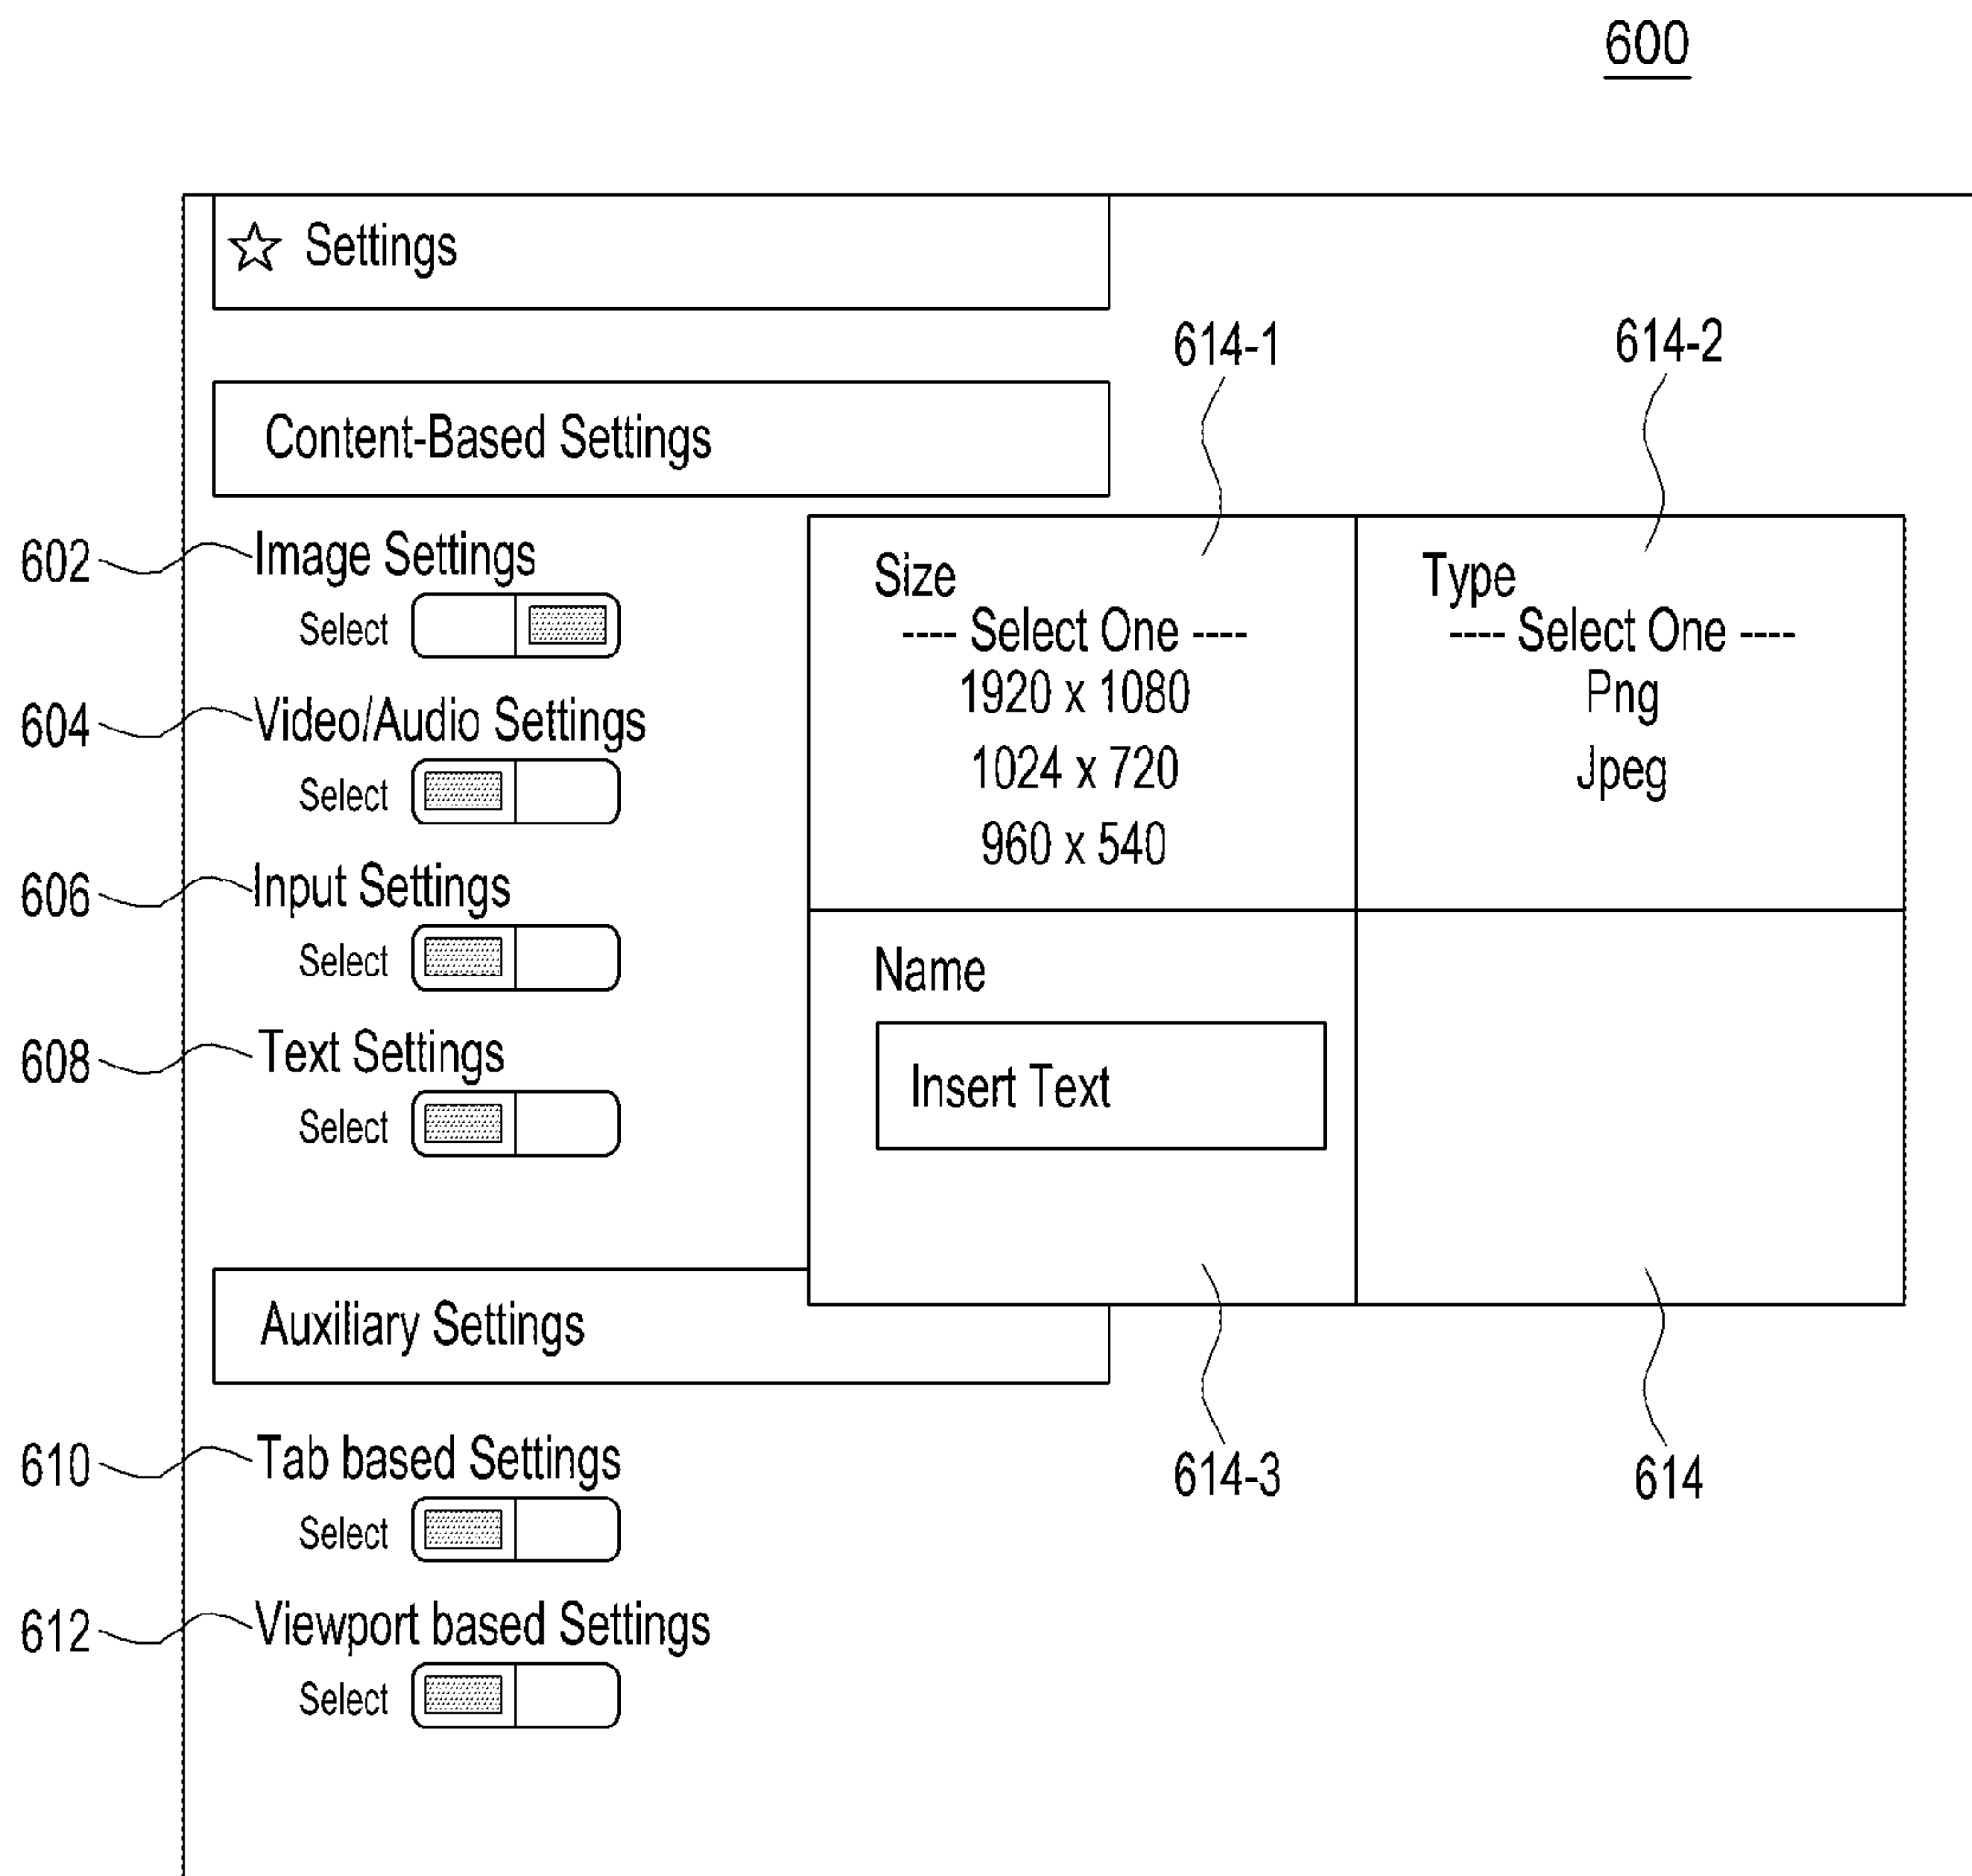 600
☆ Settings
614-1
614-2
Content-Based Settings
602
Image Settings
Select
604
Video/Audio Settings
Select
606
Input Settings
Select
608
Text Settings
Select
Size
---- Select One ----
1920 x 1080
1024 x 720
960 x 540
Type
---- Select One ----
Png
Jpeg
Name
Insert Text
Auxiliary Settings
614-3
614
610
Tab based Settings
Select
612
Viewport based Settings
Select